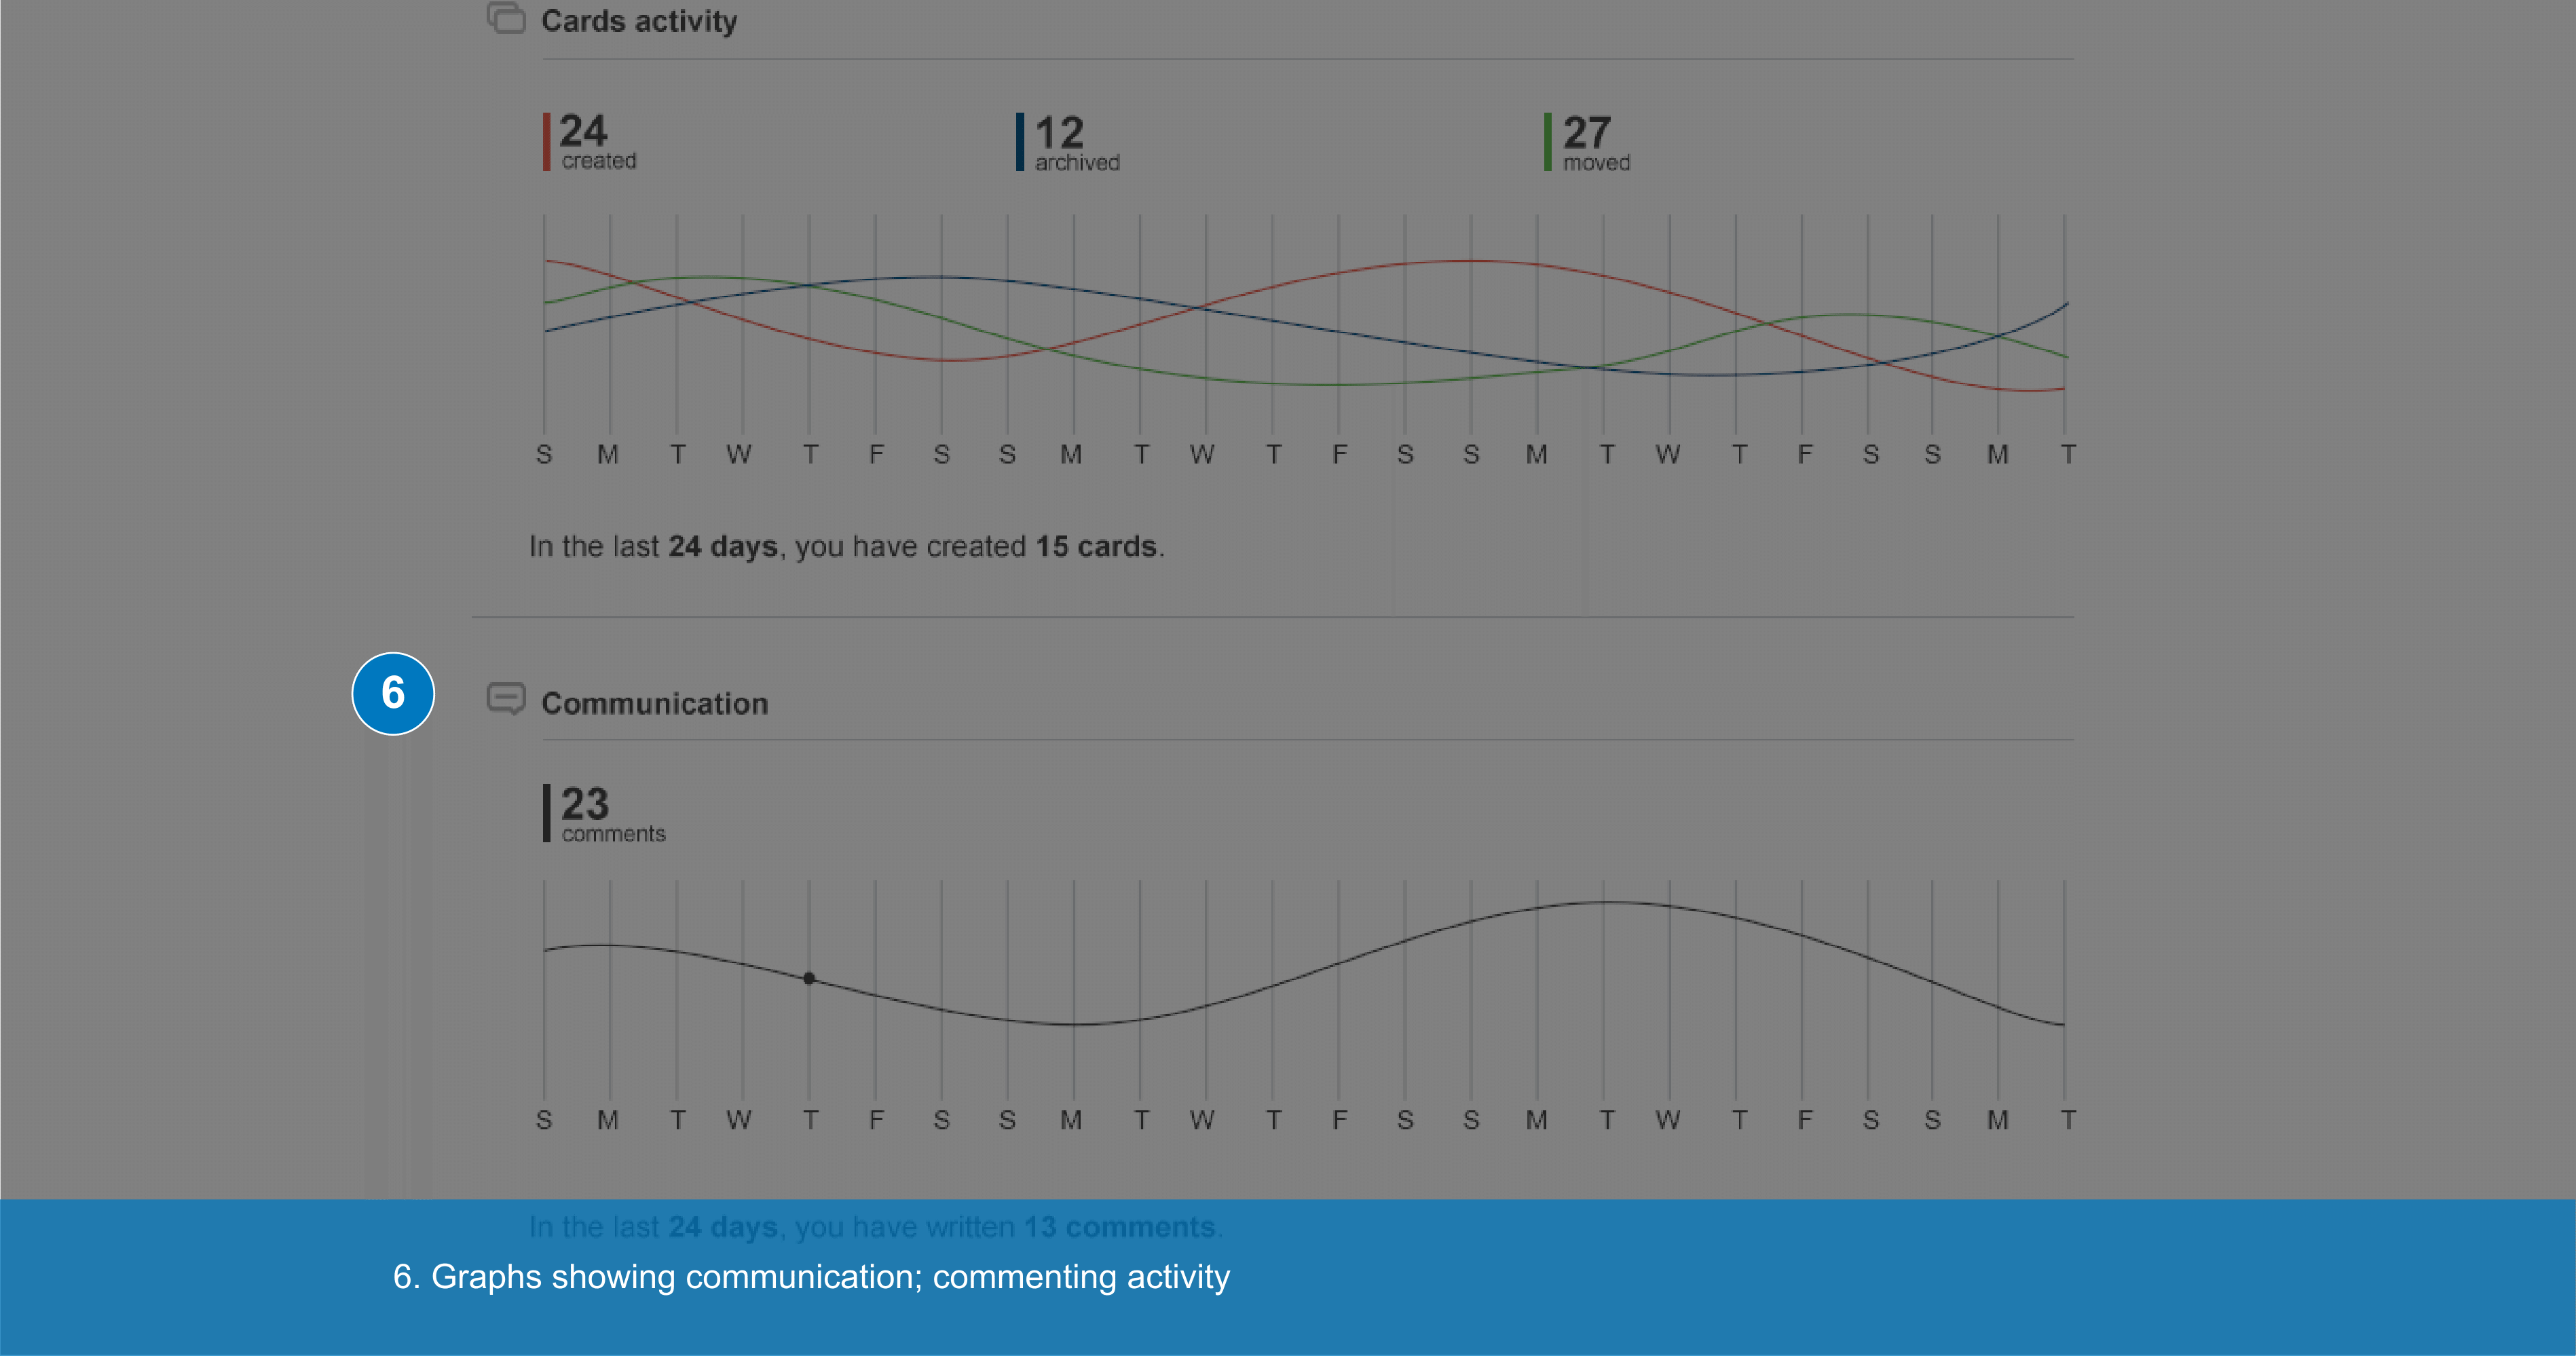 Cards activity
24 12 27
created archived moved
S M T W T F S S M T W T F S S M T W T F S S M T
In the last 24 days, you have created 15 cards.
6 Communication
23
comments
S M T W T F S S M T W T F S S M T W T F S S M T
In the last 24 days, you have written 13 comments.
6. Graphs showing communication; commenting activity